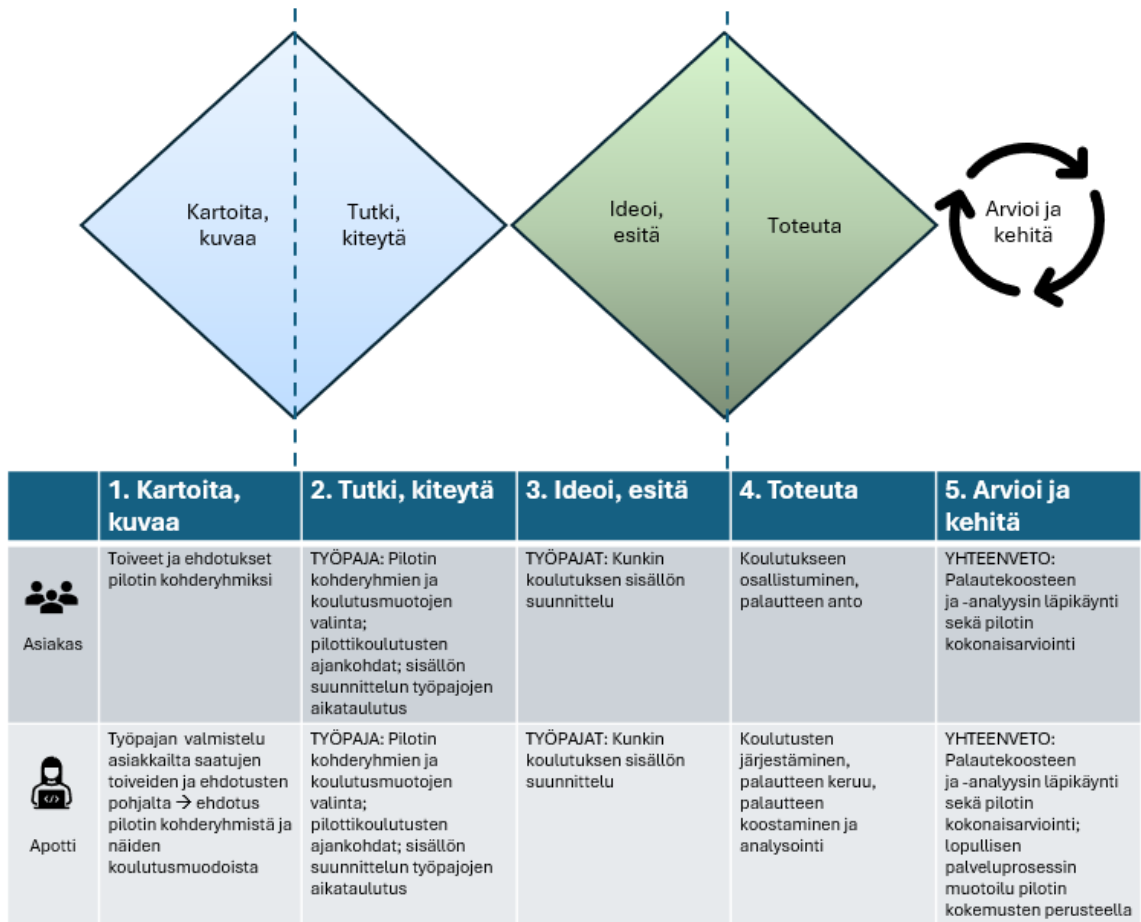 Kartoita,
kuvaa
Tutki,
kiteytä
Ideoi,
esitä
Toteuta
Arvioi ja
kehitä
1. Kartoita,
kuvaa
2. Tutki, kiteytä
3. Ideoi, esitä
4. Toteuta
5. Arvioi ja
kehitä
Asiakas
Toiveet ja ehdotukset
pilotin kohderyhmiksi
TYÖPAJA: Pilotin
kohderyhmien ja
koulutusmuotojen
valinta;
pilottikoulutusten
ajankohdat; sisällön
suunnittelun työpajojen
aikataulutus
TYÖPAJAT: Kunkin
koulutuksen sisällön
suunnittelu
Koulutukseen
osallistuminen,
palautteen anto
YHTEENVETO:
Palautekoosteen
ja -analyysin läpikäynti
sekä pilotin
kokonaisarviointi
Apotti
Työpajan valmistelu
asiakkailta saatujen
toiveiden ja ehdotusten
pohjalta → ehdotus
pilotin kohderyhmistä ja
näiden
koulutusmuodoista
TYÖPAJA: Pilotin
kohderyhmien ja
koulutusmuotojen
valinta;
pilottikoulutusten
ajankohdat; sisällön
suunnittelun työpajojen
aikataulutus
TYÖPAJAT: Kunkin
koulutuksen sisällön
suunnittelu
Koulutusten
järjestäminen,
palautteen keruu,
palautteen
koostaminen ja
analysointi
YHTEENVETO:
Palautekoosteen
ja -analyysin läpikäynti
sekä pilotin
kokonaisarviointi;
lopullisen
palveluprosessin
muotoilu pilotin
kokemusten perusteella